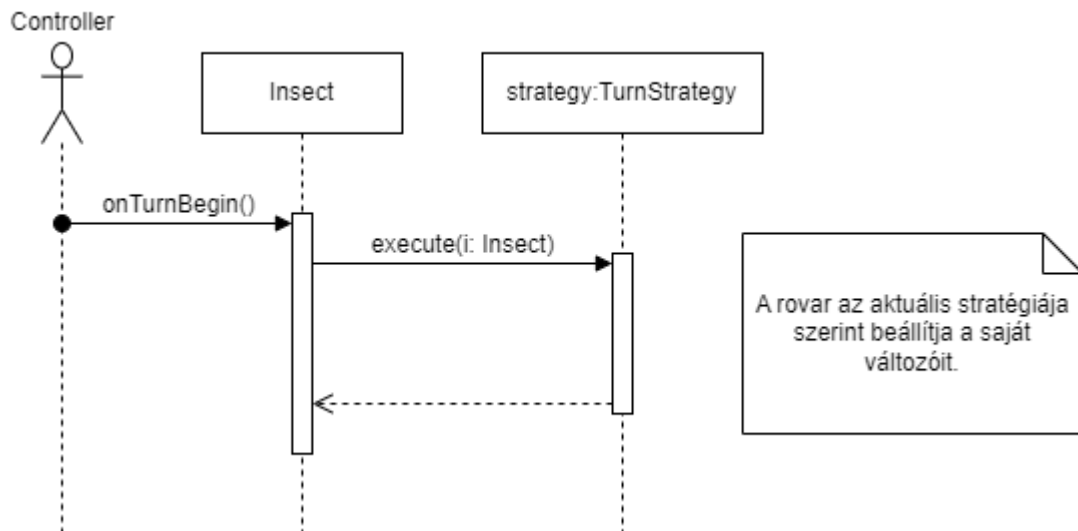 Controller
Insect
strategy:TurnStrategy
onTurnBegin()
execute(i: Insect)
A rovar az aktuális stratégiája
szerint beállítja a saját
változóit.